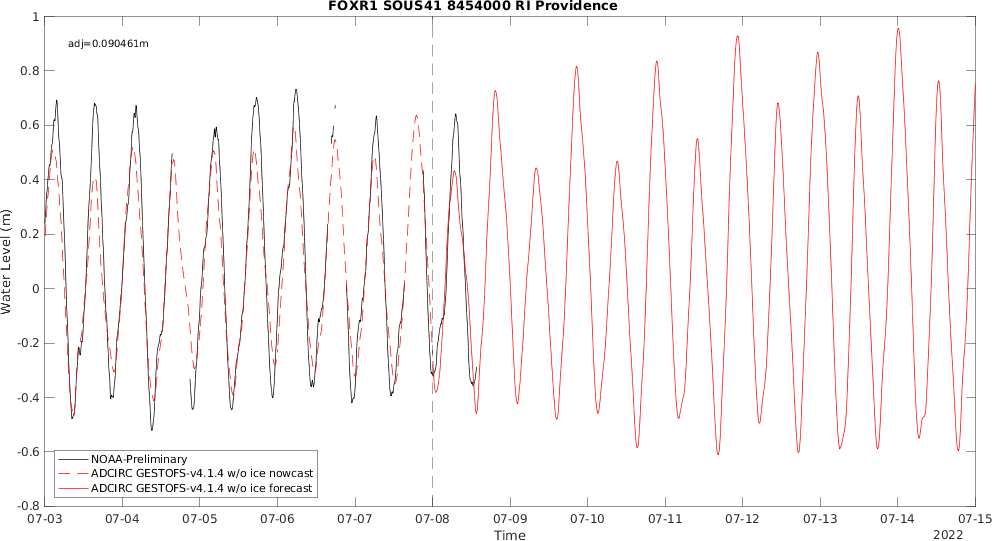 FOXR1 SOUS41 8454000 RI Providence
adj=0.090461m
Water Level (m)
1
0.8
0.6
0.4
0.2
0
-0.2
-0.4
-0.6
-0.8
NOAA-Preliminary
ADCIRC GESTOFS-v4.1.4 w/o ice nowcast
ADCIRC GESTOFS-v4.1.4 w/o ice forecast
07-03 07-04 07-05 07-06 07-07 07-08 07-09 07-10 07-11 07-12 07-13 07-14 07-15
Time
2022